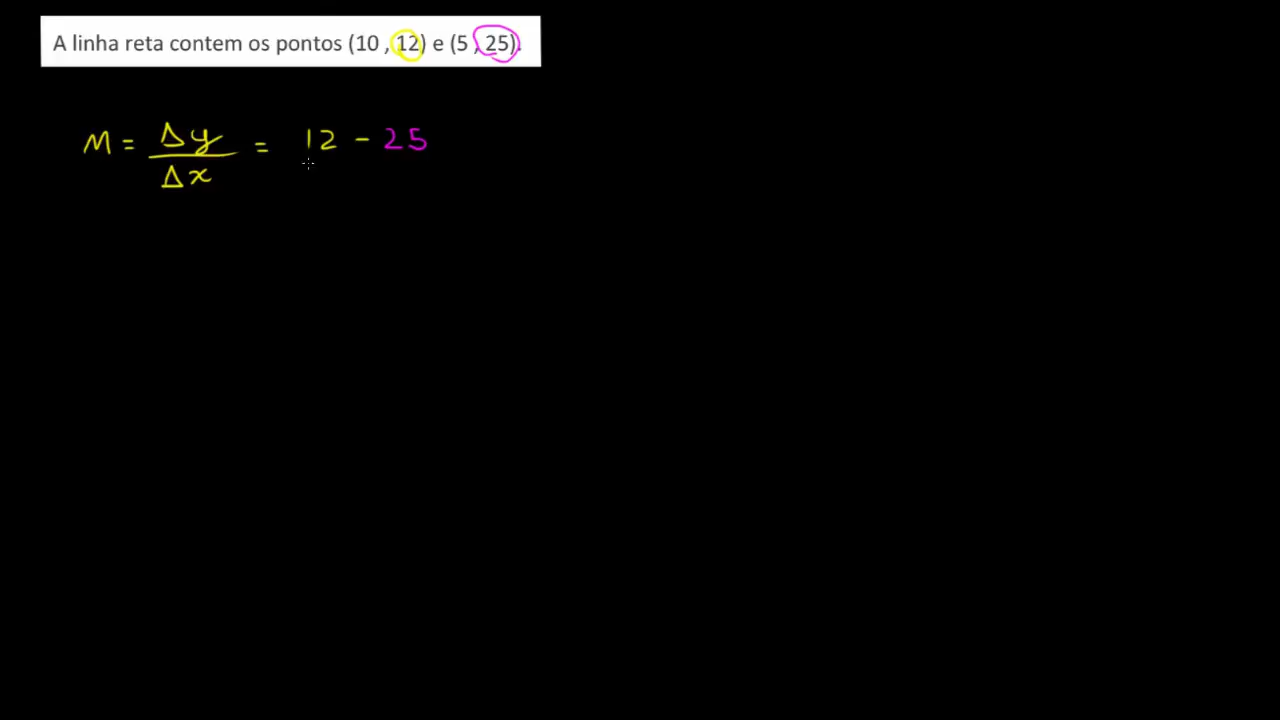 A linha reta contem os pontos (10 , 12) e (5 , 25).
M = Δy / Δx = 12 - 25